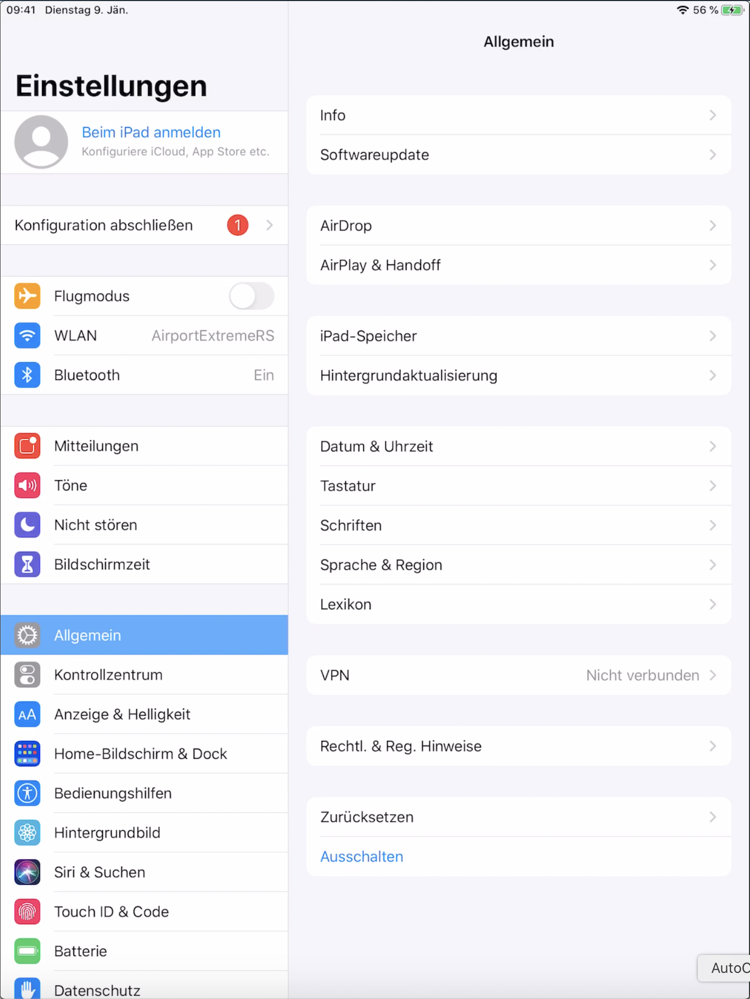 09:41 Dienstag 9. Jän.
56 %
Einstellungen
Beim iPad anmelden
Konfiguriere iCloud, App Store etc.
Konfiguration abschließen 1
Flugmodus
WLAN AirportExtremeRS
Bluetooth Ein
Mitteilungen
Töne
Nicht stören
Bildschirmzeit
Allgemein
Kontrollzentrum
AA Anzeige & Helligkeit
Home-Bildschirm & Dock
Bedienungshilfen
Hintergrundbild
Siri & Suchen
Touch ID & Code
Batterie
Datenschutz
Allgemein
Info
Softwareupdate
AirDrop
AirPlay & Handoff
iPad-Speicher
Hintergrundaktualisierung
Datum & Uhrzeit
Tastatur
Schriften
Sprache & Region
Lexikon
VPN Nicht verbunden
Rechtl. & Reg. Hinweise
Zurücksetzen
Ausschalten